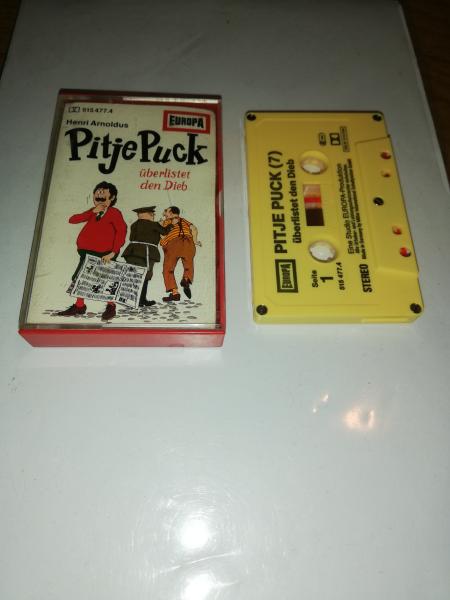 515 477.4
Henri Arnoldus
EUROPA
Pitje Puck
überlistet
den Dieb
PITJE PUCK (7)
überlistet den Dieb
EUROPA
Seite
1
515 477.4
STEREO
Eine Studio EUROPA-Produktion